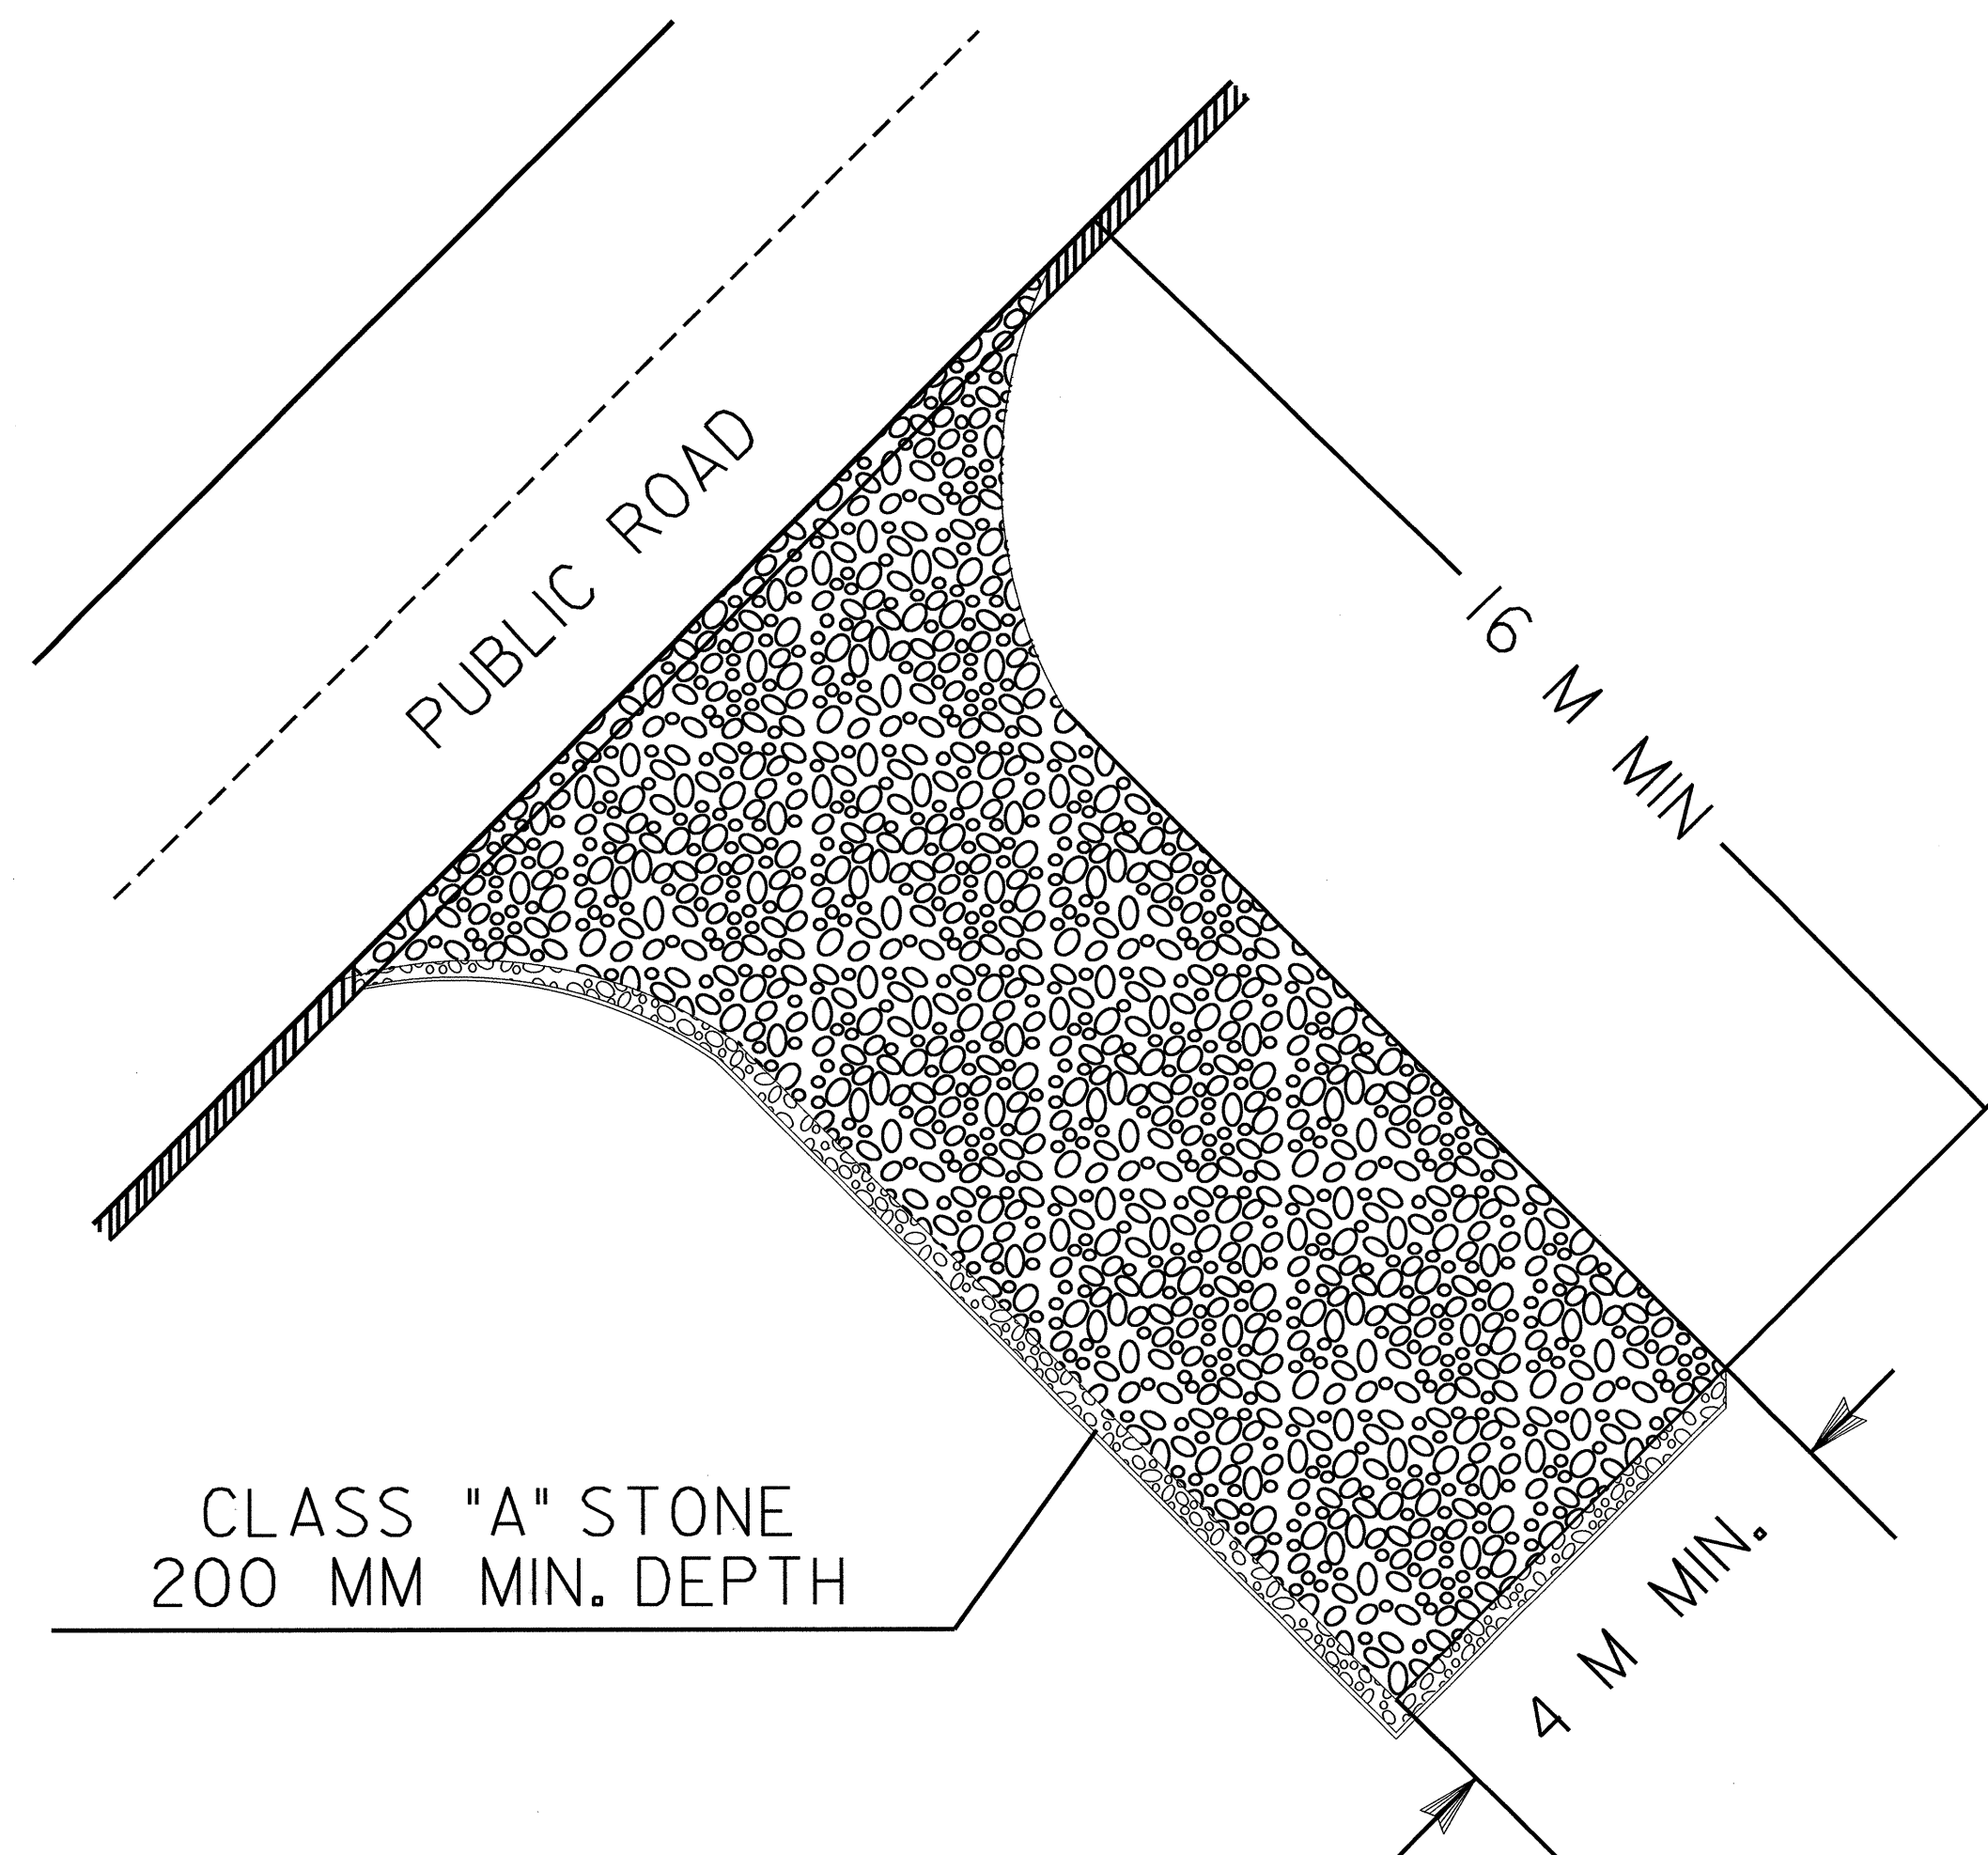 PUBLIC ROAD
16 M MIN
CLASS "A" STONE
200 MM MIN. DEPTH
4 M MIN.